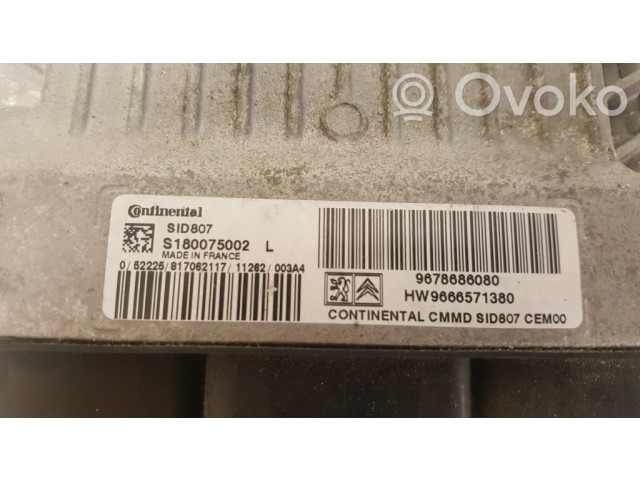 Ovoko
Continental
SID807
S180075002 L
MADE IN FRANCE
0/52225/817062117/11262/003A4
9678686080
HW9666571380
CONTINENTAL CMMD SID807 CEM00